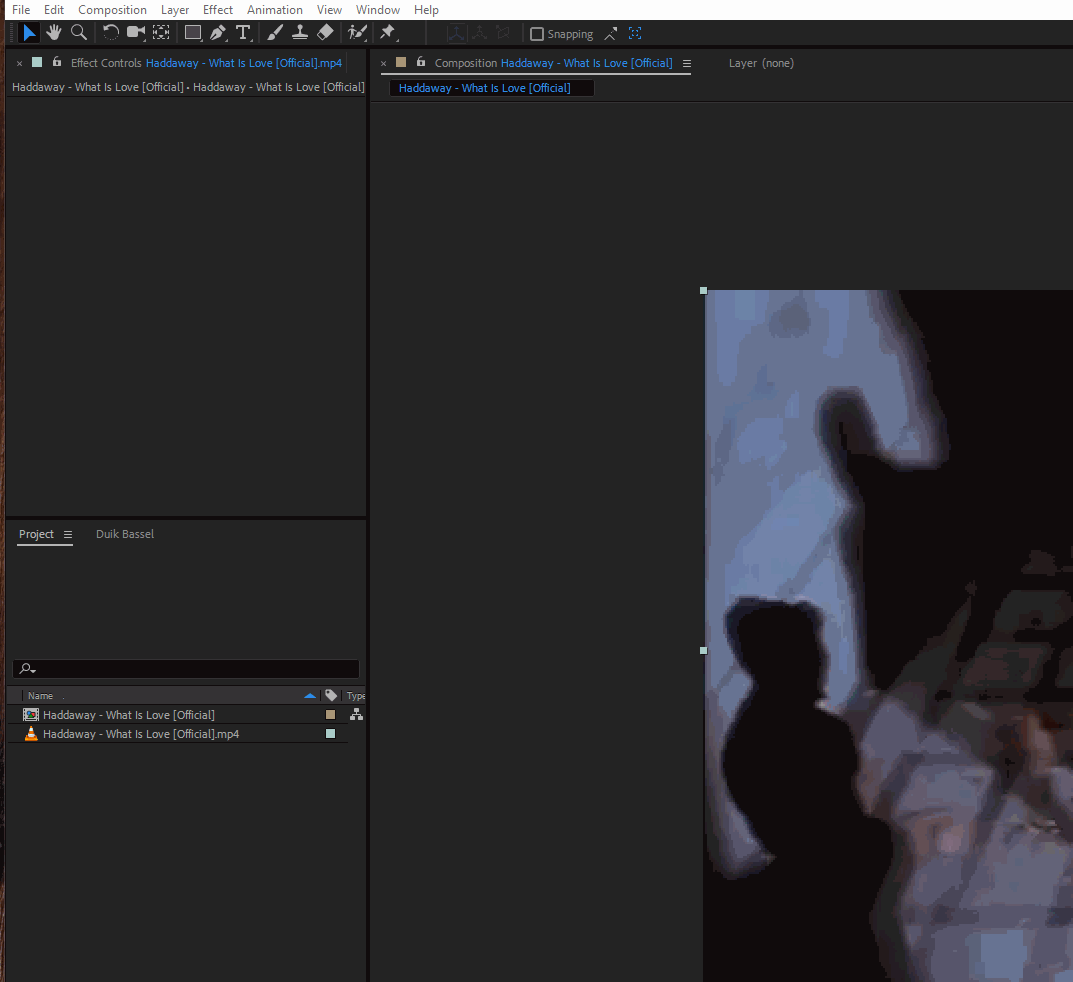 File Edit Composition Layer Effect Animation View Window Help
T Snapping
× Effect Controls Haddaway - What Is Love [Official].mp4
× Composition Haddaway - What Is Love [Official] ☰ Layer (none)
Haddaway - What Is Love [Official] • Haddaway - What Is Love [Official]
Haddaway - What Is Love [Official]
Project ☰ Duik Bassel
Name Type
Haddaway - What Is Love [Official]
Haddaway - What Is Love [Official].mp4